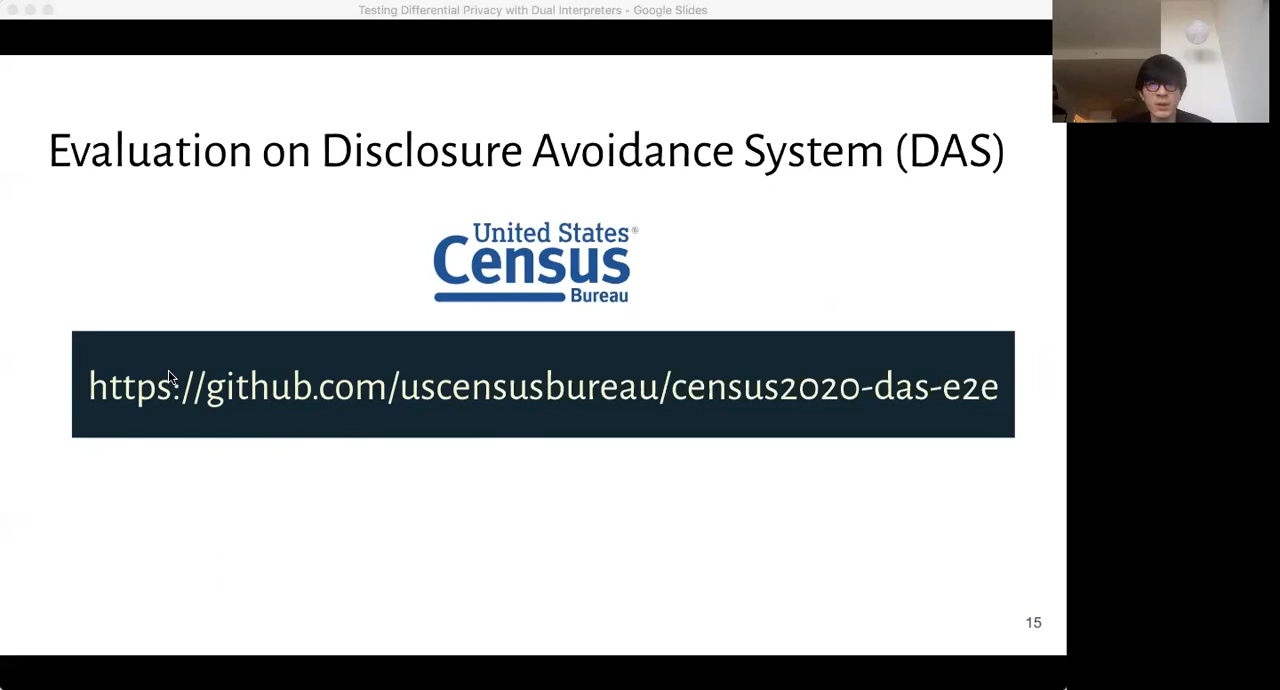 Testing Differential Privacy with Dual Interpreters - Google Slides
Evaluation on Disclosure Avoidance System (DAS)
United States®
Census
Bureau
https://github.com/uscensusbureau/census2020-das-e2e
15